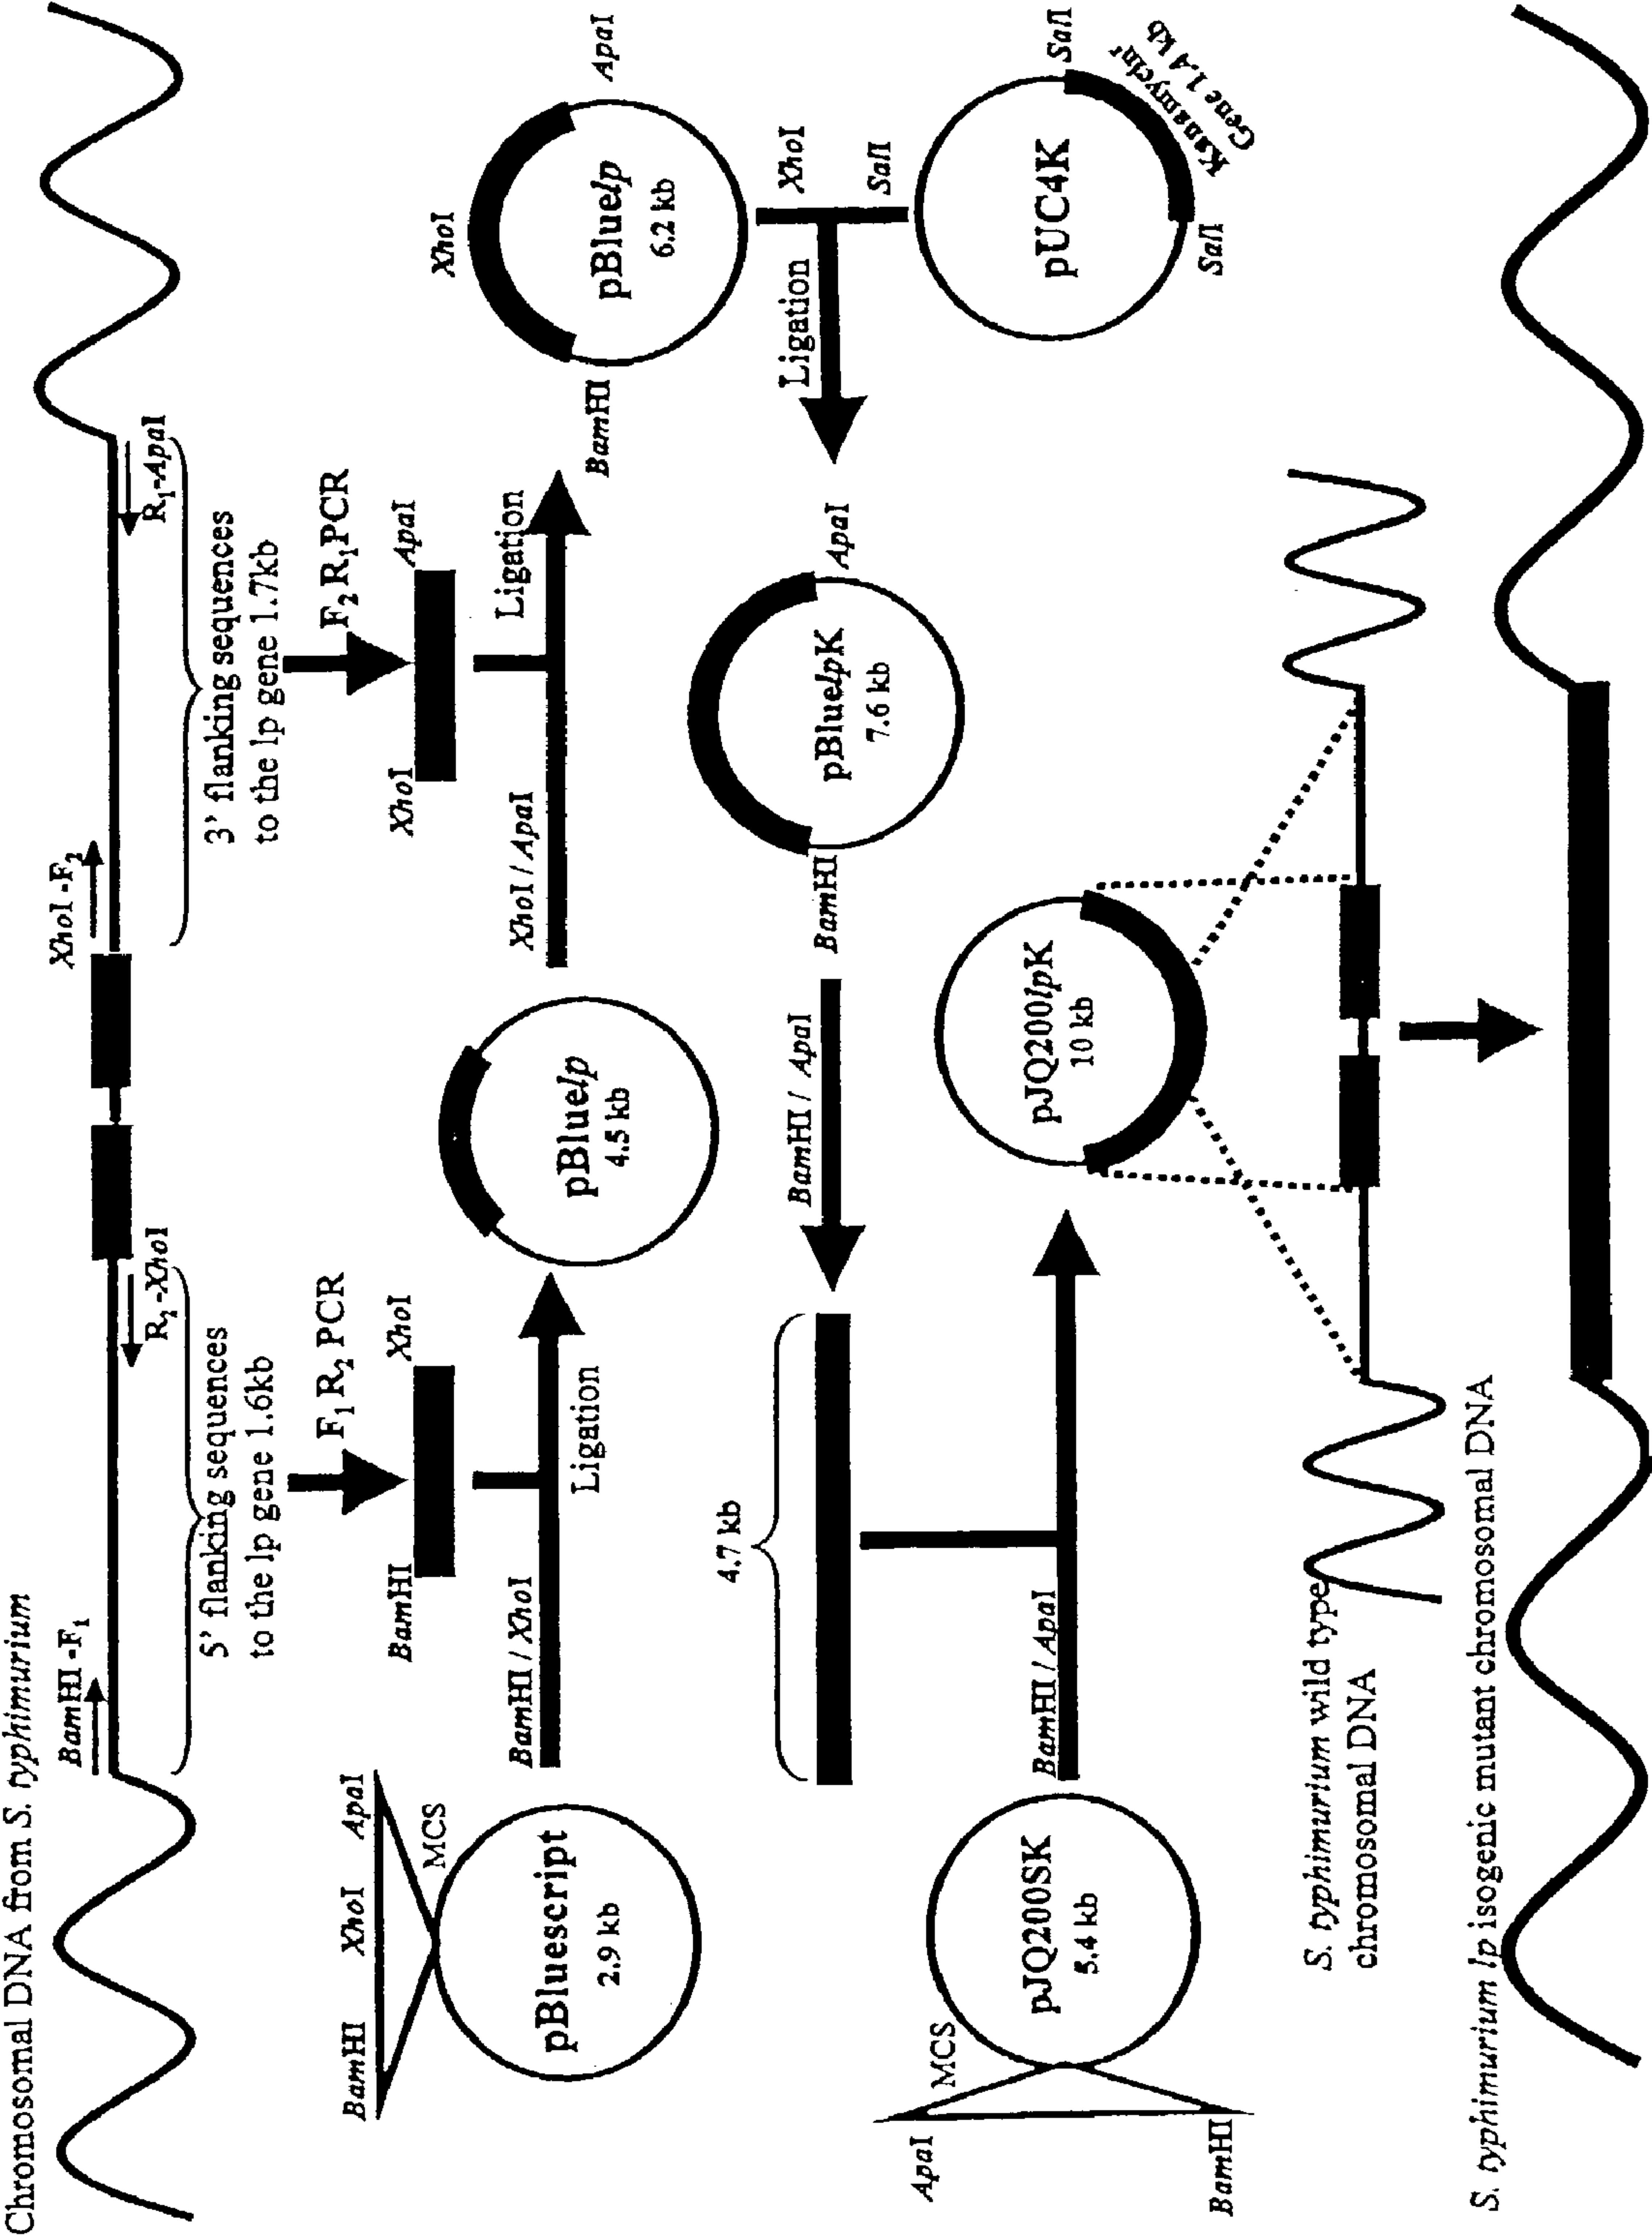 Chromosomal DNA from S. typhimurium
BamHI -F1
R2 -XhoI
XhoI -F2
R1-ApaI
5' flanking sequences
to the lp gene 1.6kb
3' flanking sequences
to the lp gene 1.7kb
F1 R2 PCR
F2 R1 PCR
BamHI
XhoI
XhoI
ApaI
BamHI
XhoI
ApaI
MCS
pBluescript
2.9 kb
BamHI / XhoI
Ligation
pBluelp
4.5 kb
XhoI / ApaI
Ligation
XhoI
BamHI
ApaI
pBluelp
6.2 kb
XhoI
SalI
Ligation
pUC4K
SalI
SalI
Kanamycinr
Gene 1.4 kb
pBluelpK
7.6 kb
BamHI
ApaI
BamHI / ApaI
4.7 kb
ApaI
MCS
BamHI
pJQ200SK
5.4 kb
BamHI / ApaI
pJQ200lpK
10 kb
S. typhimurium wild type
chromosomal DNA
S. typhimurium lp isogenic mutant chromosomal DNA